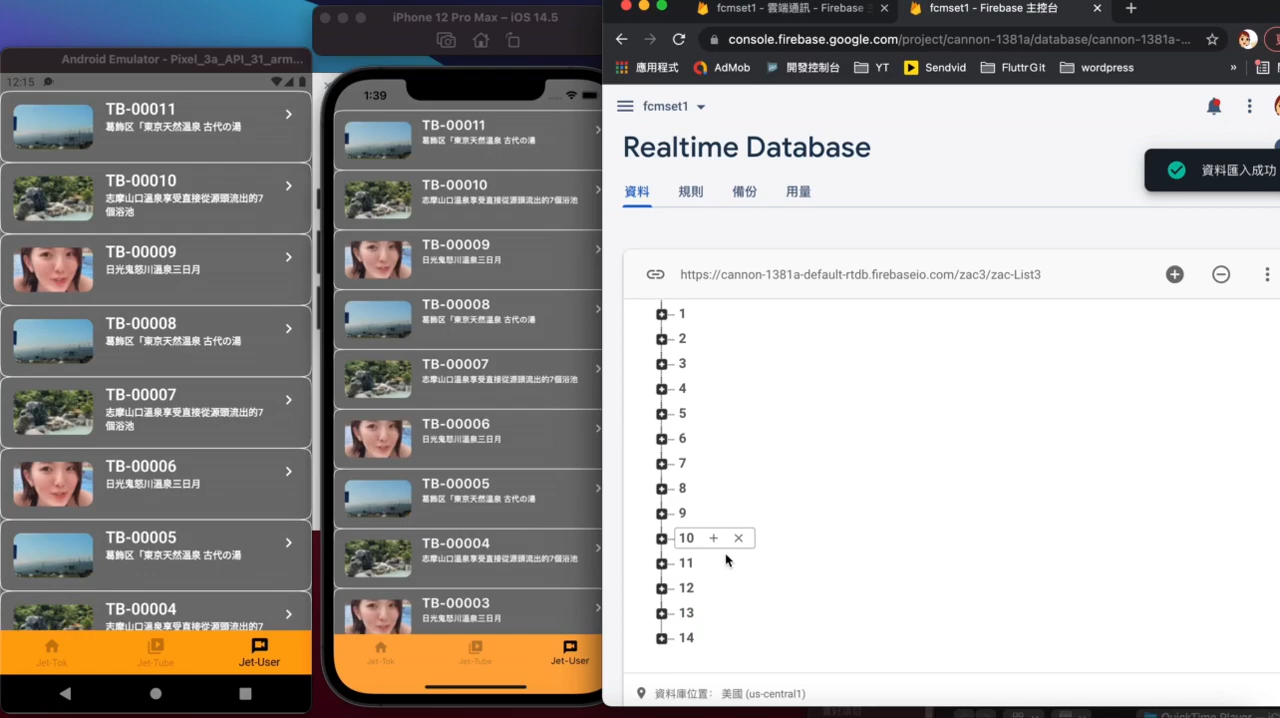 Android Emulator - Pixel_3a_API_31_arm...
12:15
TB-00011
葛飾区「東京天然温泉 古代の湯
TB-00010
志摩山口溫泉享受直接從源頭流出的7
個浴池
TB-00009
日光鬼怒川溫泉三日月
TB-00008
葛飾区「東京天然温泉 古代の湯
TB-00007
志摩山口溫泉享受直接從源頭流出的7
個浴池
TB-00006
日光鬼怒川溫泉三日月
TB-00005
葛飾区「東京天然温泉 古代の湯
TB-00004
志摩山口溫泉享受直接從源頭流出的7
Jet-Tok
Jet-Tube
Jet-User
iPhone 12 Pro Max – iOS 14.5
1:39
TB-00011
葛飾区「東京天然温泉 古代の湯
TB-00010
志摩山口溫泉享受直接從源頭流出的7個浴池
TB-00009
日光鬼怒川溫泉三日月
TB-00008
葛飾区「東京天然温泉 古代の湯
TB-00007
志摩山口溫泉享受直接從源頭流出的7個浴池
TB-00006
日光鬼怒川溫泉三日月
TB-00005
葛飾区「東京天然温泉 古代の湯
TB-00004
志摩山口溫泉享受直接從源頭流出的7個浴池
TB-00003
日光鬼怒川溫泉三日月
Jet-Tok
Jet-Tube
Jet-User
fcmset1 - 雲端通訊 - Firebase
fcmset1 - Firebase 主控台
console.firebase.google.com/project/cannon-1381a/database/cannon-1381a-...
應用程式
AdMob
開發控制台
YT
Sendvid
FluttrGit
wordpress
»
fcmset1
Realtime Database
資料匯入成功
資料
規則
備份
用量
https://cannon-1381a-default-rtdb.firebaseio.com/zac3/zac-List3
1
2
3
4
5
6
7
8
9
10
11
12
13
14
資料庫位置： 美國 (us-central1)